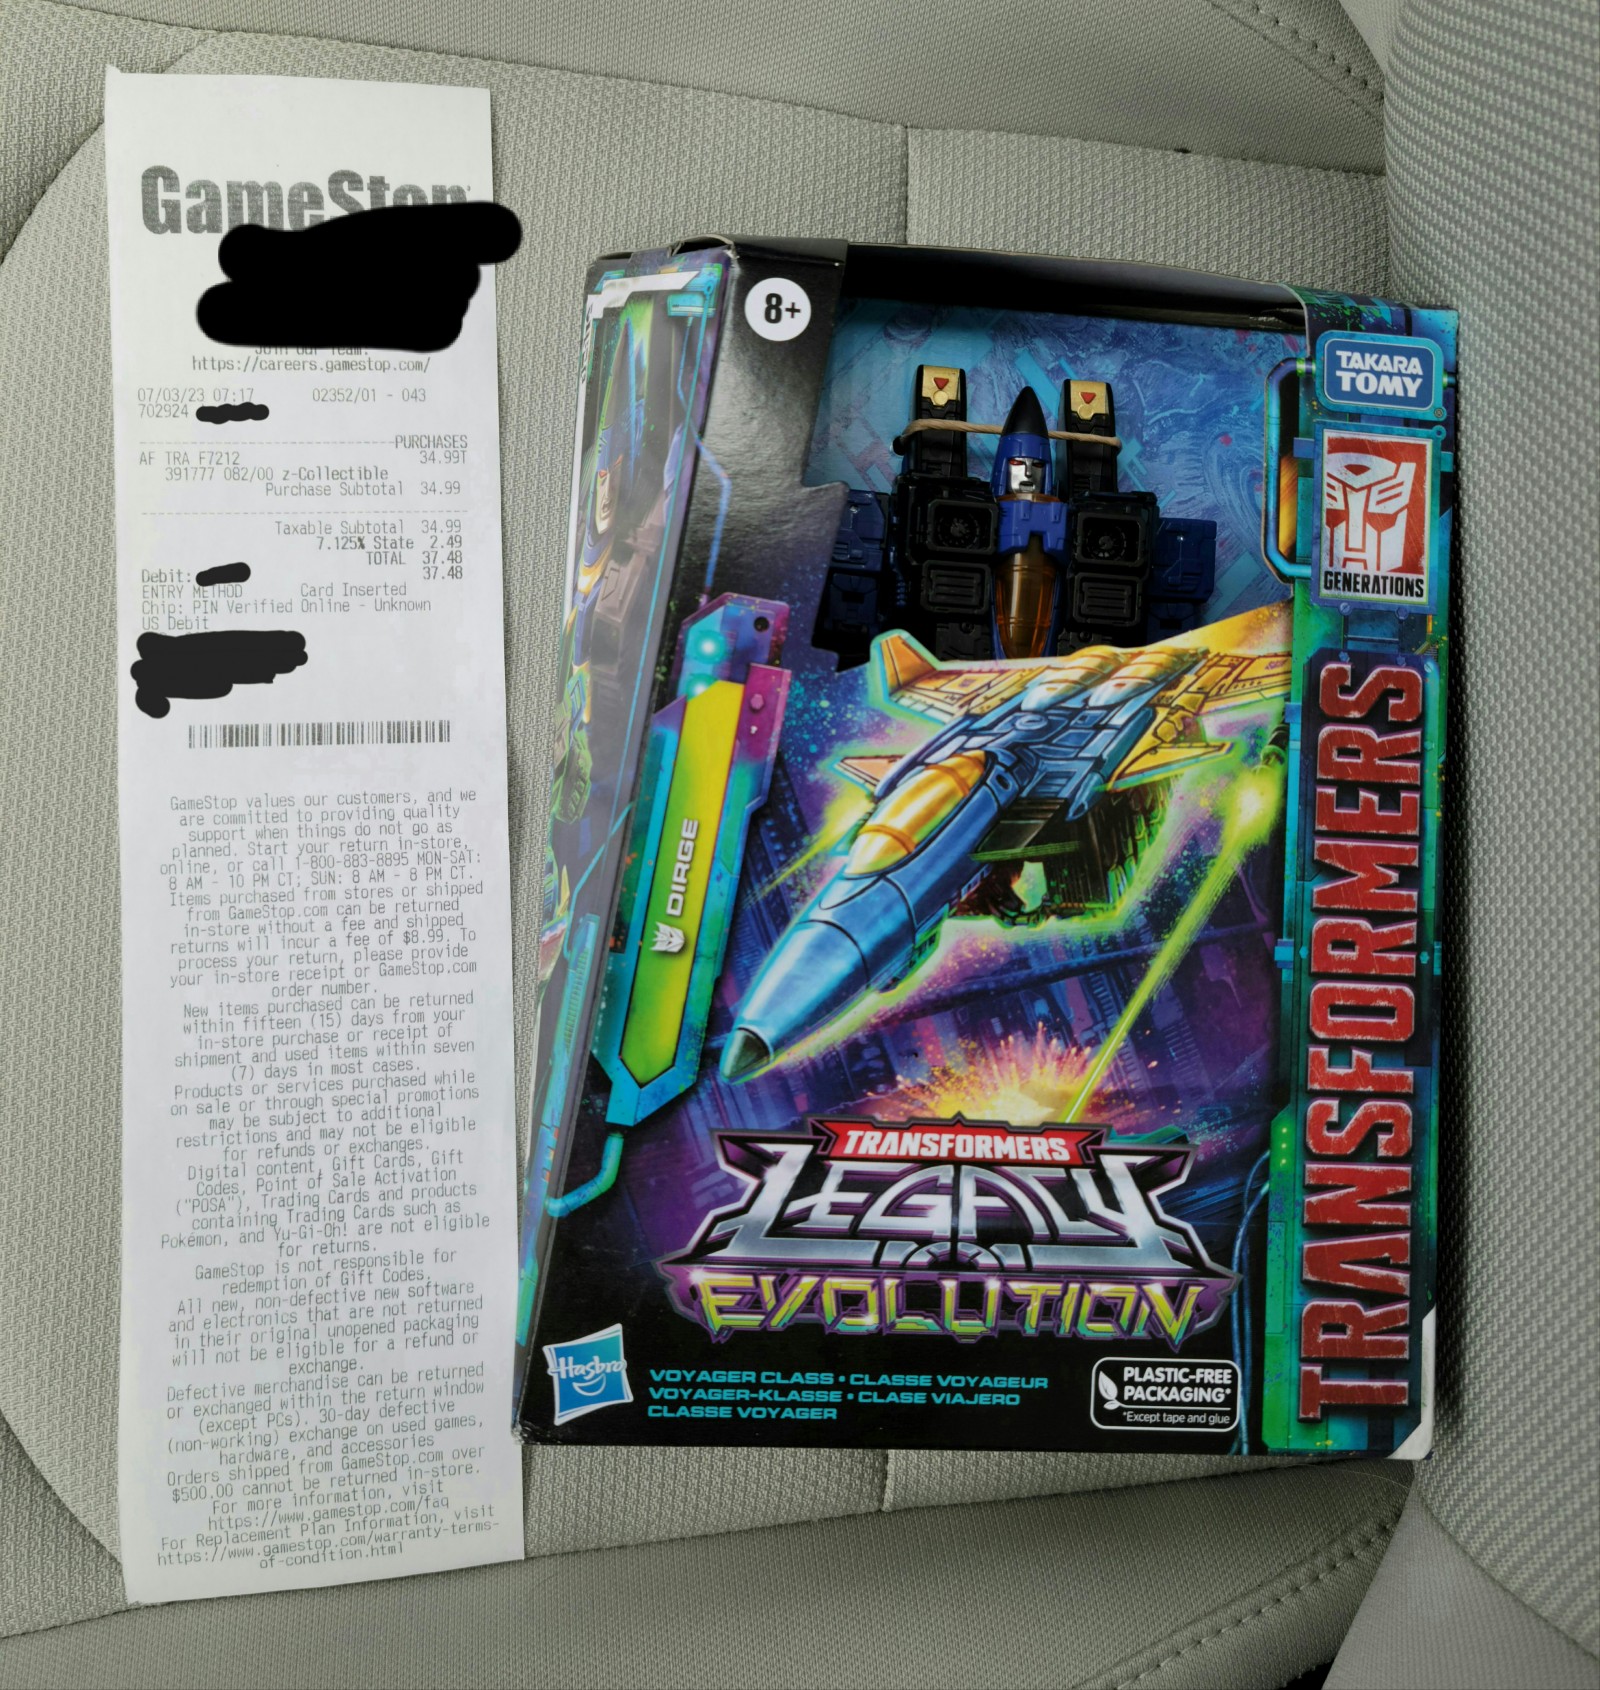 GameStop
Join our team:
https://careers.gamestop.com/
07/03/23 07:17 02352/01 - 043
702924
PURCHASES
AF TRA F7212 34.99T
391777 082/00 z-Collectible
Purchase Subtotal 34.99
Taxable Subtotal 34.99
7.125% State 2.49
TOTAL 37.48
Debit: 37.48
ENTRY METHOD Card Inserted
Chip: PIN Verified Online - Unknown
US Debit
GameStop values our customers, and we
are committed to providing quality
support when things do not go as
planned. Start your return in-store,
online, or call 1-800-883-8895 MON-SAT:
8 AM - 10 PM CT; SUN: 8 AM - 8 PM CT.
Items purchased from stores or shipped
from GameStop.com can be returned
in-store without a fee and shipped
returns will incur a fee of $8.99. To
process your return, please provide
your in-store receipt or GameStop.com
order number.
New items purchased can be returned
within fifteen (15) days from your
in-store purchase or receipt of
shipment and used items within seven
(7) days in most cases.
Products or services purchased while
on sale or through special promotions
may be subject to additional
restrictions and may not be eligible
for refunds or exchanges.
Digital content, Gift Cards, Gift
Codes, Point of Sale Activation
("POSA"), Trading Cards and products
containing Trading Cards such as
Pokémon, and Yu-Gi-Oh! are not eligible
for returns.
GameStop is not responsible for
redemption of Gift Codes.
All new, non-defective new software
and electronics that are not returned
in their original unopened packaging
will not be eligible for a refund or
exchange.
Defective merchandise can be returned
or exchanged within the return window
(except PCs). 30-day defective
(non-working) exchange on used games,
hardware, and accessories
Orders shipped from GameStop.com over
$500.00 cannot be returned in-store.
For more information, visit
https://www.gamestop.com/faq
For Replacement Plan Information, visit
https://www.gamestop.com/warranty-terms-
of-condition.html
8+
TAKARA
TOMY
GENERATIONS
TRANSFORMERS
DIRGE
TRANSFORMERS
LEGACY
EVOLUTION
Hasbro
VOYAGER CLASS • CLASSE VOYAGEUR
VOYAGER-KLASSE • CLASE VIAJERO
CLASSE VOYAGER
PLASTIC-FREE
PACKAGING*
*Except tape and glue